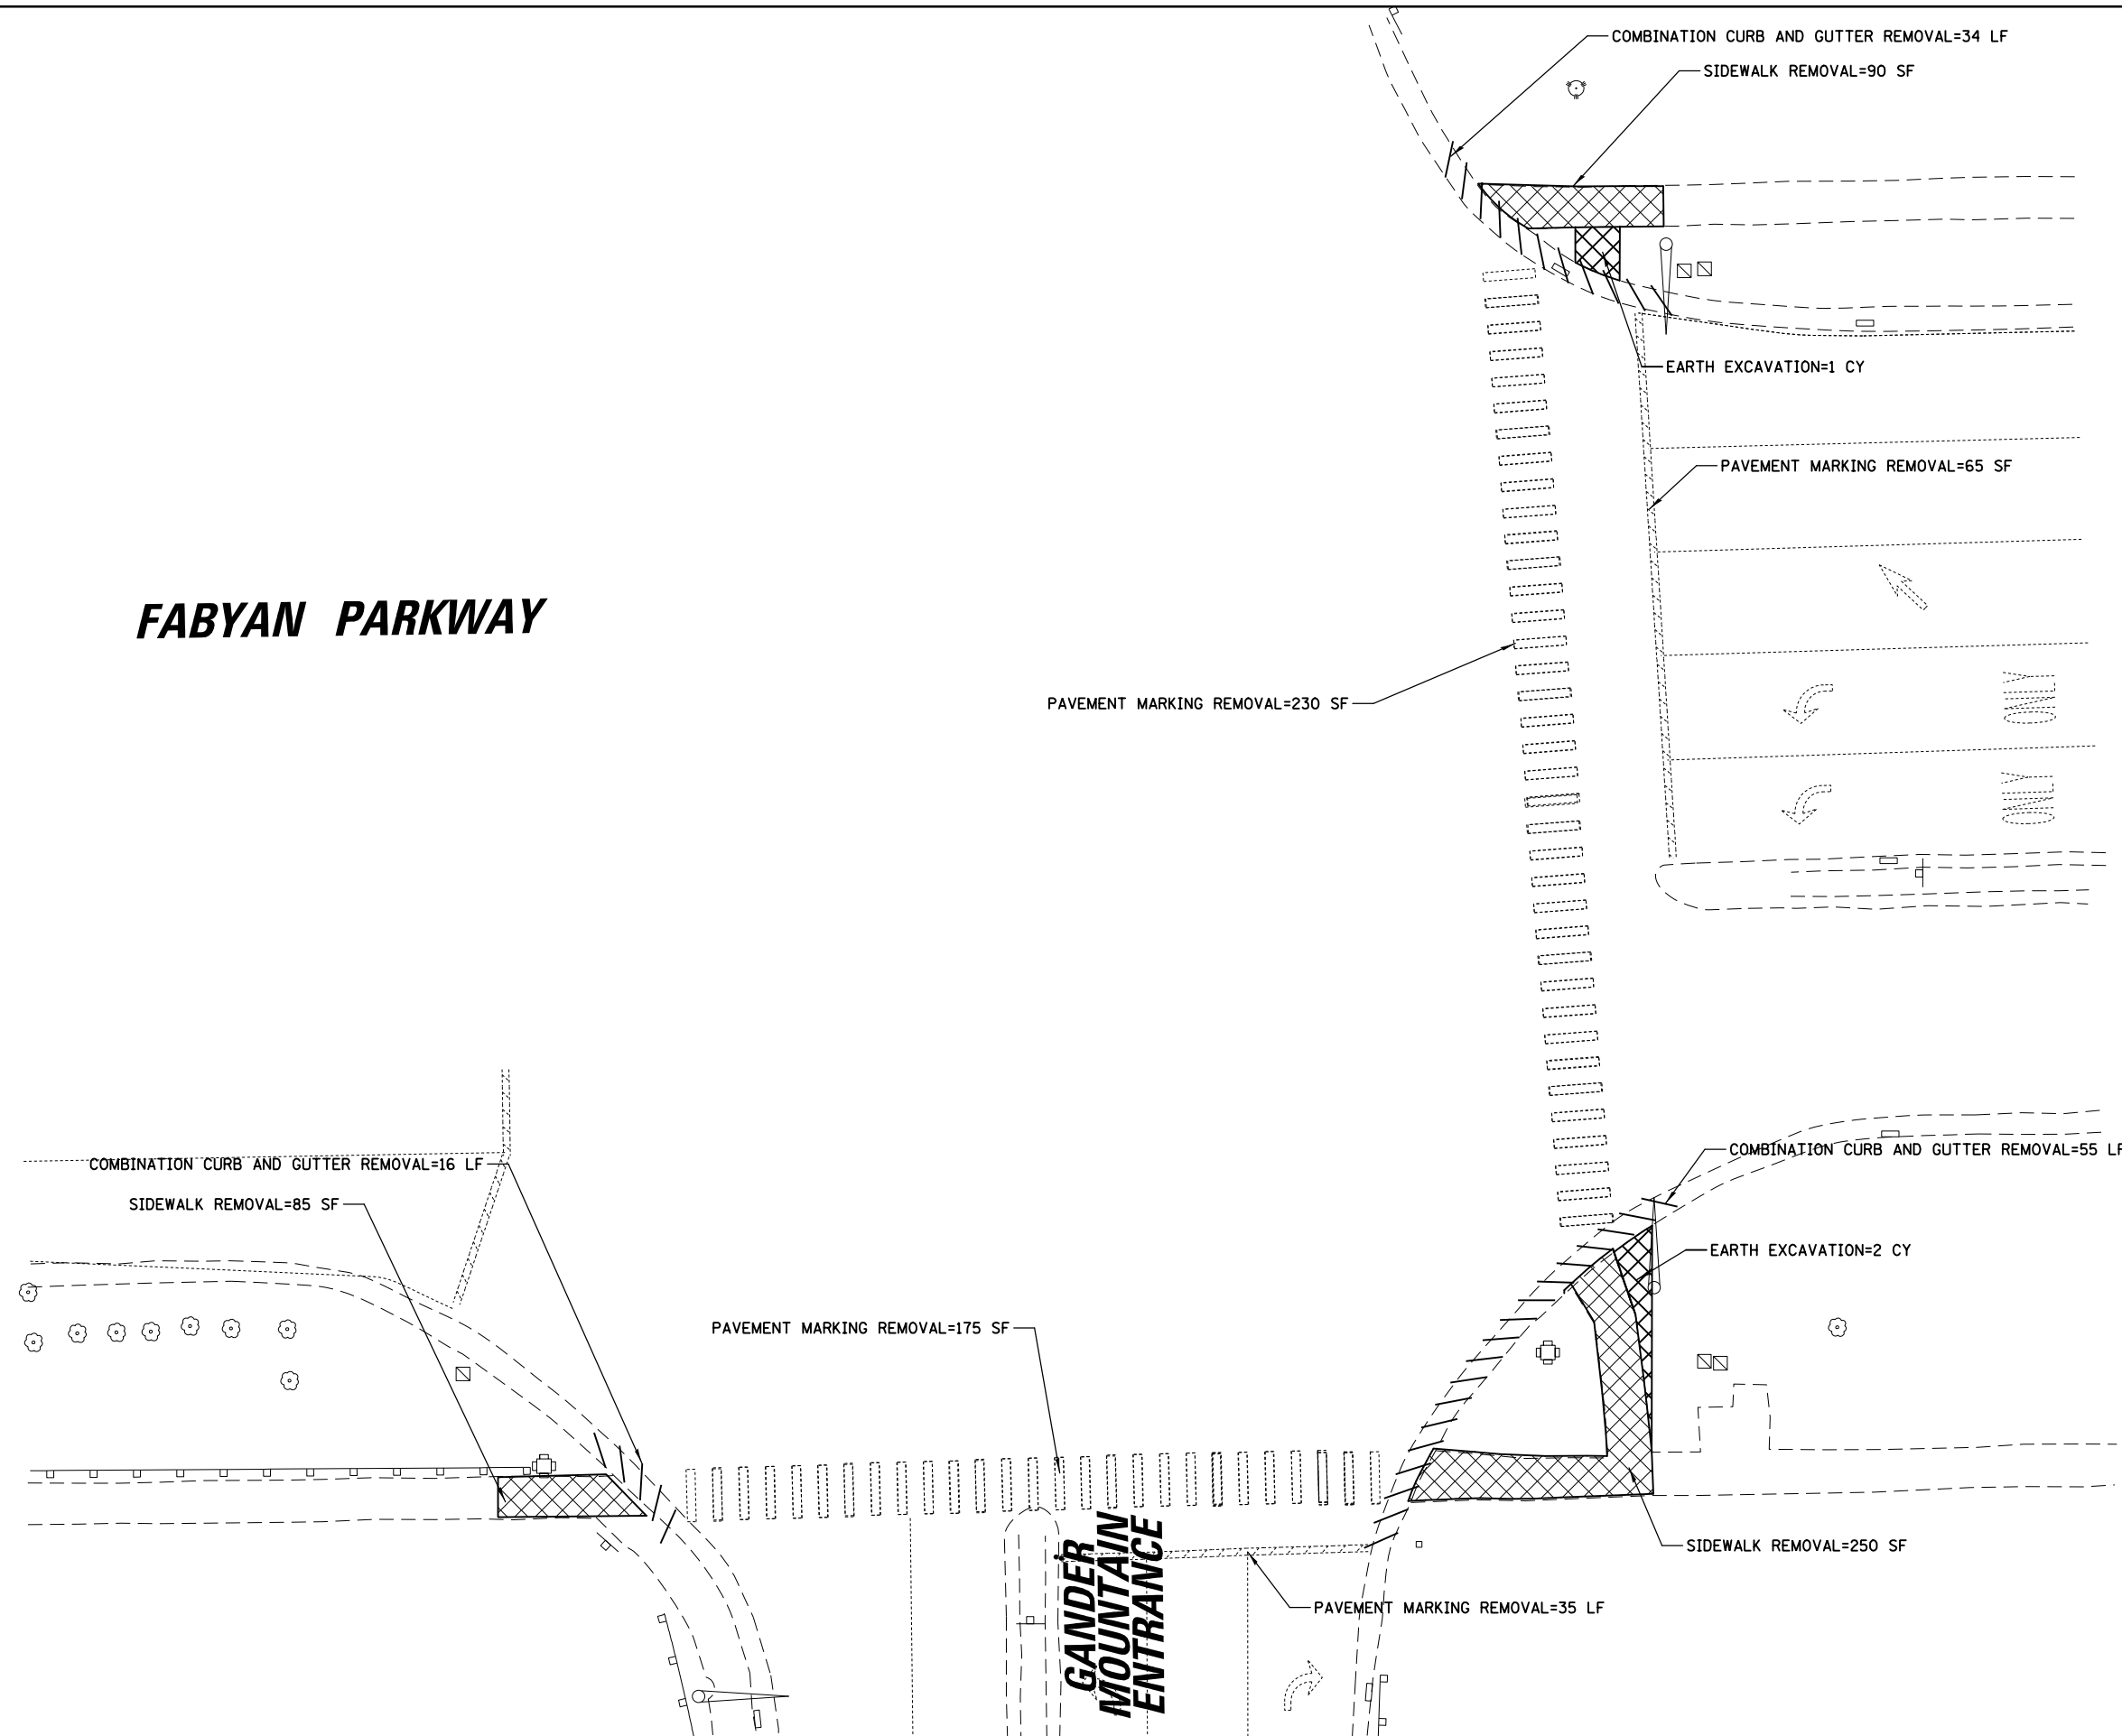 COMBINATION CURB AND GUTTER REMOVAL=34 LF
SIDEWALK REMOVAL=90 SF
EARTH EXCAVATION=1 CY
PAVEMENT MARKING REMOVAL=65 SF
FABYAN PARKWAY
PAVEMENT MARKING REMOVAL=230 SF
ONLY
ONLY
COMBINATION CURB AND GUTTER REMOVAL=55 LF
COMBINATION CURB AND GUTTER REMOVAL=16 LF
SIDEWALK REMOVAL=85 SF
EARTH EXCAVATION=2 CY
PAVEMENT MARKING REMOVAL=175 SF
SIDEWALK REMOVAL=250 SF
PAVEMENT MARKING REMOVAL=35 LF
GANDER
MOUNTAIN
ENTRANCE